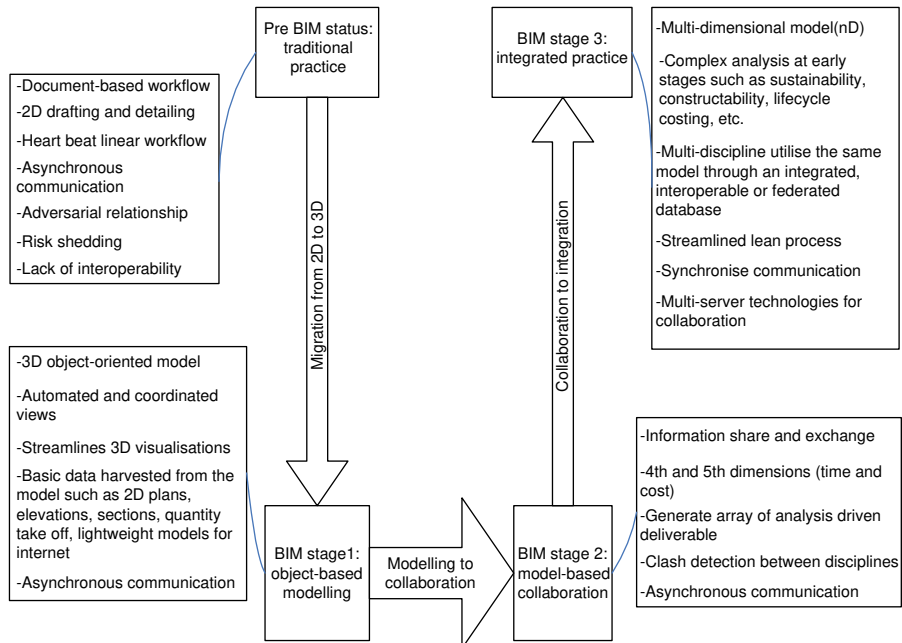 Pre BIM status:
traditional
practice
-Document-based workflow
-2D drafting and detailing
-Heart beat linear workflow
-Asynchronous
communication
-Adversarial relationship
-Risk shedding
-Lack of interoperability
Migration from 2D to 3D
-3D object-oriented model
-Automated and coordinated
views
-Streamlines 3D visualisations
-Basic data harvested from the
model such as 2D plans,
elevations, sections, quantity
take off, lightweight models for
internet
-Asynchronous communication
BIM stage1:
object-based
modelling
Modelling to
collaboration
BIM stage 2:
model-based
collaboration
-Information share and exchange
-4th and 5th dimensions (time and
cost)
-Generate array of analysis driven
deliverable
-Clash detection between disciplines
-Asynchronous communication
Collaboration to integration
BIM stage 3:
integrated practice
-Multi-dimensional model(nD)
-Complex analysis at early
stages such as sustainability,
constructability, lifecycle
costing, etc.
-Multi-discipline utilise the same
model through an integrated,
interoperable or federated
database
-Streamlined lean process
-Synchronise communication
-Multi-server technologies for
collaboration